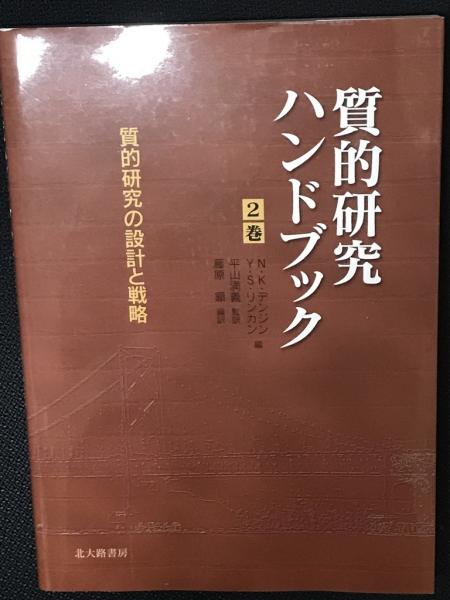 質的研究
ハンドブック
2巻
質的研究の設計と戦略
N・K・デンジン
Y・S・リンカン 編
平山満義 監訳
藤原 顕 編訳
北大路書房